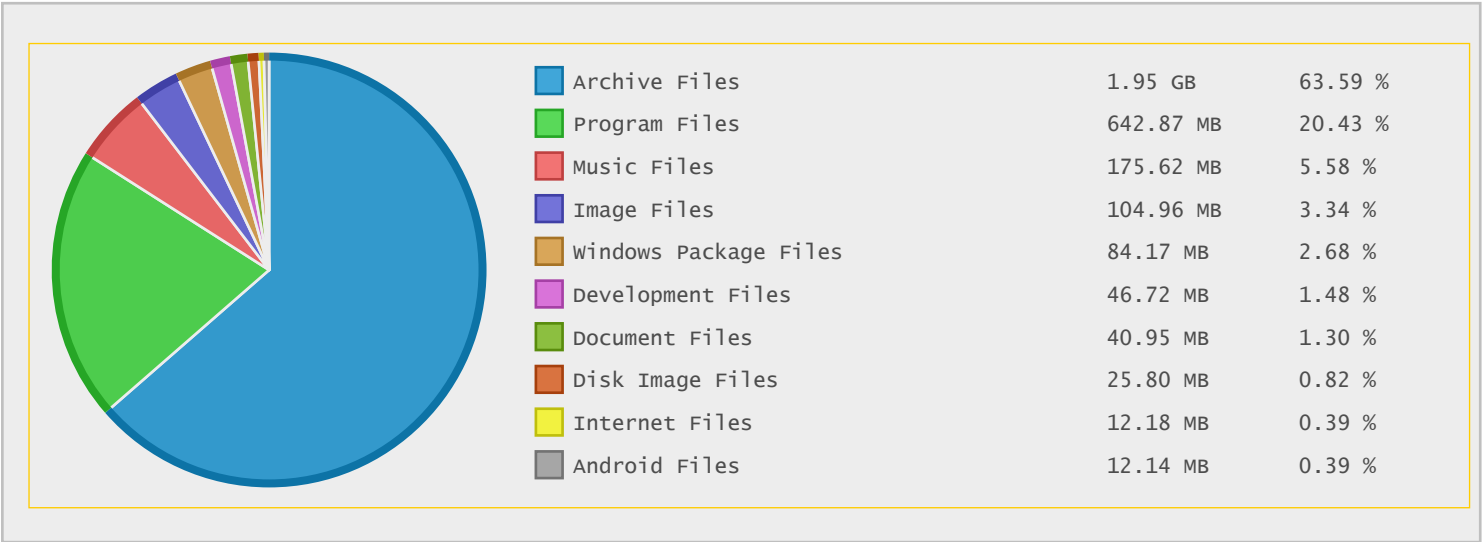 Archive Files 1.95 GB 63.59 %
Program Files 642.87 MB 20.43 %
Music Files 175.62 MB 5.58 %
Image Files 104.96 MB 3.34 %
Windows Package Files 84.17 MB 2.68 %
Development Files 46.72 MB 1.48 %
Document Files 40.95 MB 1.30 %
Disk Image Files 25.80 MB 0.82 %
Internet Files 12.18 MB 0.39 %
Android Files 12.14 MB 0.39 %